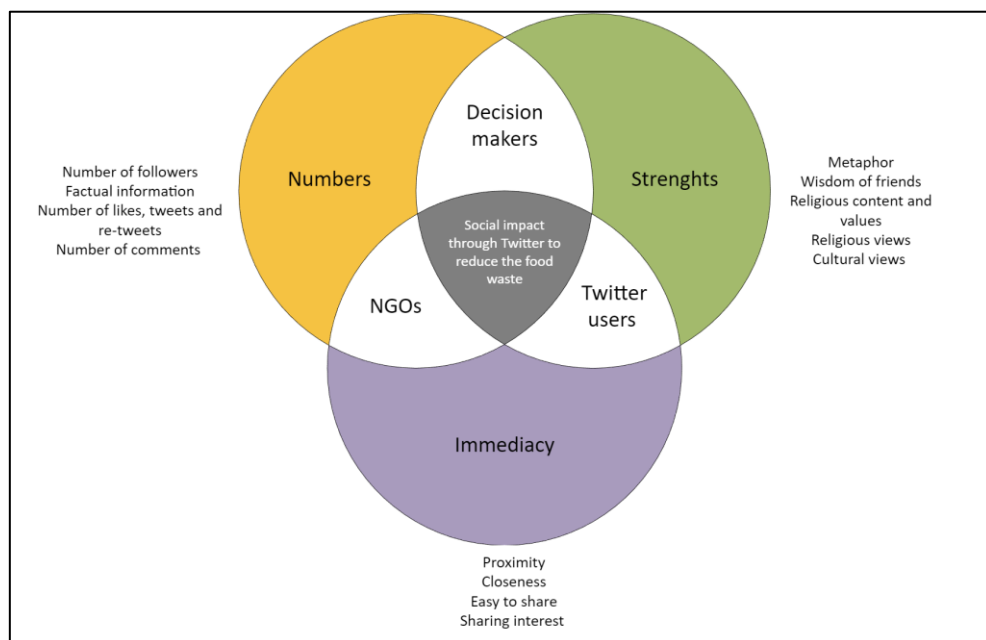 Decision
makers
Numbers
Strenghts
Number of followers
Factual information
Number of likes, tweets and
re-tweets
Number of comments
Metaphor
Wisdom of friends
Religious content and
values
Religious views
Cultural views
Social impact
through Twitter to
reduce the food
waste
NGOs
Twitter
users
Immediacy
Proximity
Closeness
Easy to share
Sharing interest